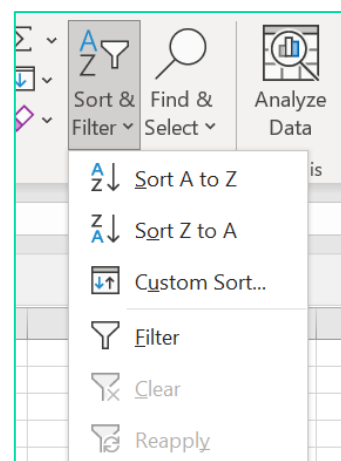 Sort & Find & Analyze
Filter Select Data
is
Sort A to Z
Sort Z to A
Custom Sort...
Filter
Clear
Reapply